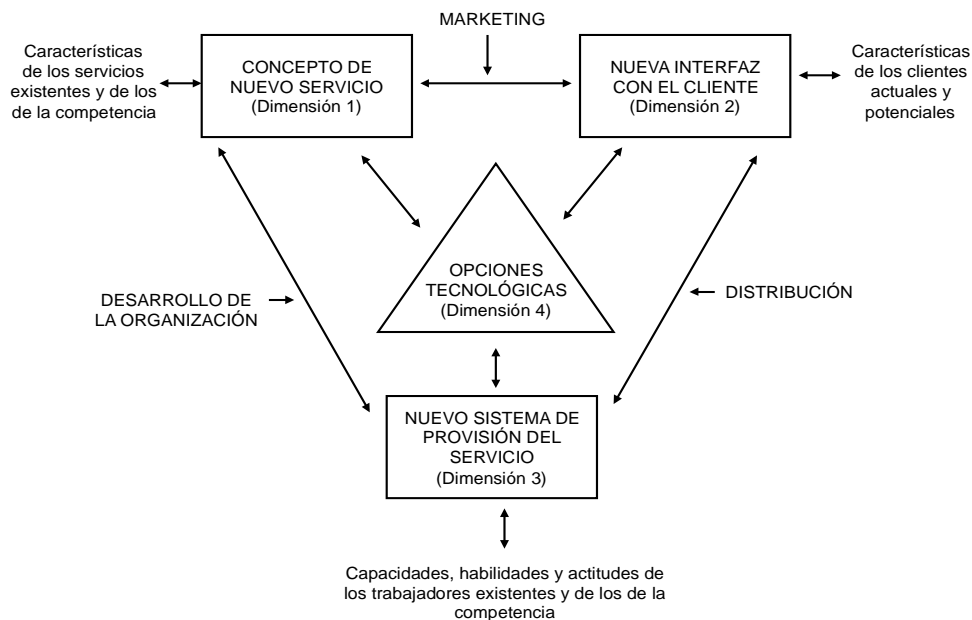 MARKETING
Características
de los servicios
existentes y de los
de la competencia
CONCEPTO DE
NUEVO SERVICIO
(Dimensión 1)
NUEVA INTERFAZ
CON EL CLIENTE
(Dimensión 2)
Características
de los clientes
actuales y
potenciales
OPCIONES
TECNOLÓGICAS
(Dimensión 4)
DESARROLLO DE
LA ORGANIZACIÓN
DISTRIBUCIÓN
NUEVO SISTEMA DE
PROVISIÓN DEL
SERVICIO
(Dimensión 3)
Capacidades, habilidades y actitudes de
los trabajadores existentes y de los de la
competencia